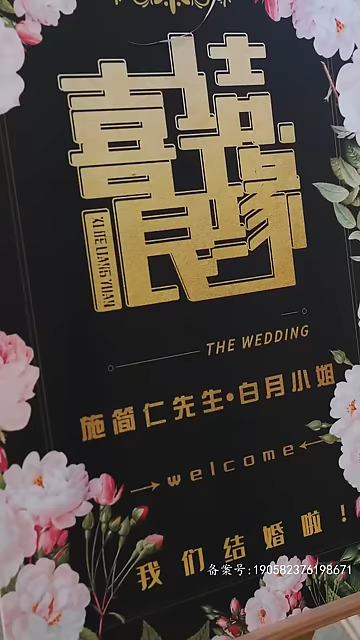 喜结良缘
XI JIE LIANG YUAN
THE WEDDING
施简仁先生•白月小姐
welcome
我们结婚啦！
备案号:190582376198671